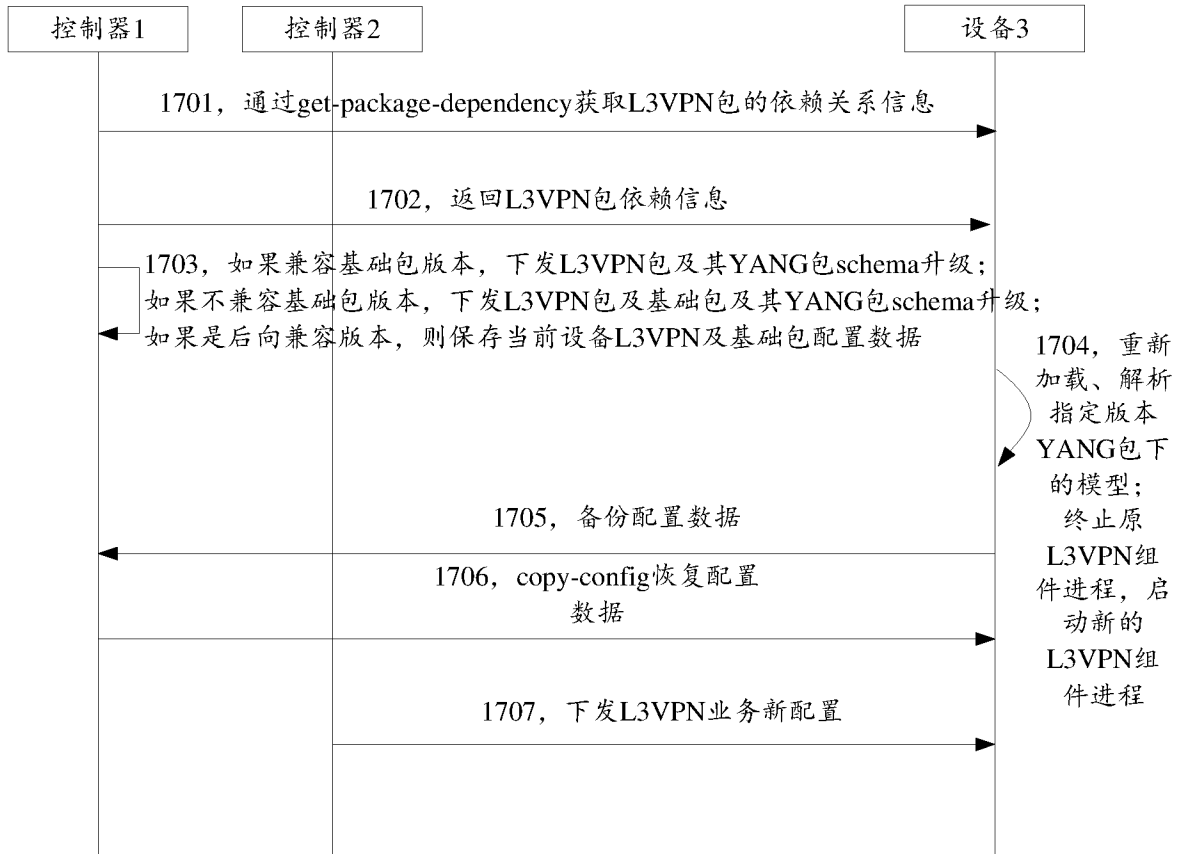 控制器1
控制器2
设备3
1701，通过get-package-dependency获取L3VPN包的依赖关系信息
1702，返回L3VPN包依赖信息
1703，如果兼容基础包版本，下发L3VPN包及其YANG包schema升级；
如果不兼容基础包版本，下发L3VPN包及基础包及其YANG包schema升级；
如果是后向兼容版本，则保存当前设备L3VPN及基础包配置数据
1704，重新
加载、解析
指定版本
YANG包下
的模型；
终止原
L3VPN组
件进程，启
动新的
L3VPN组
件进程
1705，备份配置数据
1706，copy-config恢复配置
数据
1707，下发L3VPN业务新配置